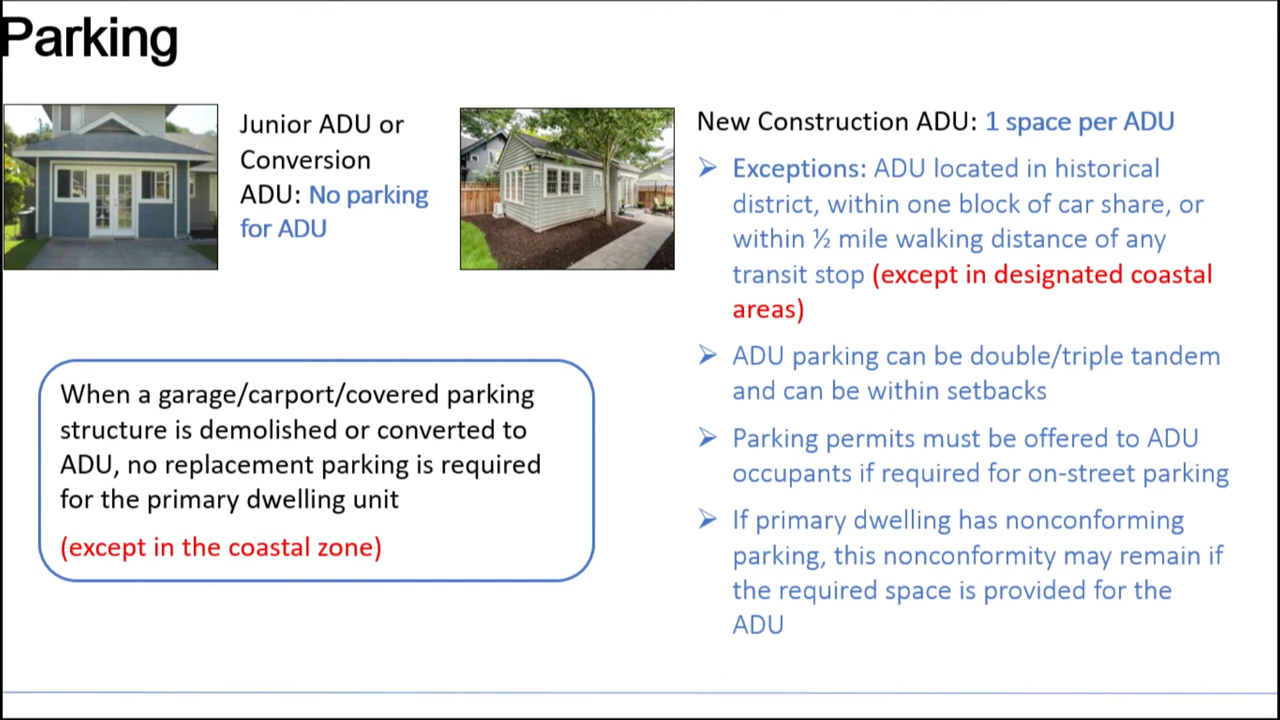 Parking
Junior ADU or
Conversion
ADU: No parking
for ADU
New Construction ADU: 1 space per ADU
➢ Exceptions: ADU located in historical
district, within one block of car share, or
within ½ mile walking distance of any
transit stop (except in designated coastal
areas)
➢ ADU parking can be double/triple tandem
and can be within setbacks
➢ Parking permits must be offered to ADU
occupants if required for on-street parking
➢ If primary dwelling has nonconforming
parking, this nonconformity may remain if
the required space is provided for the
ADU
When a garage/carport/covered parking
structure is demolished or converted to
ADU, no replacement parking is required
for the primary dwelling unit
(except in the coastal zone)